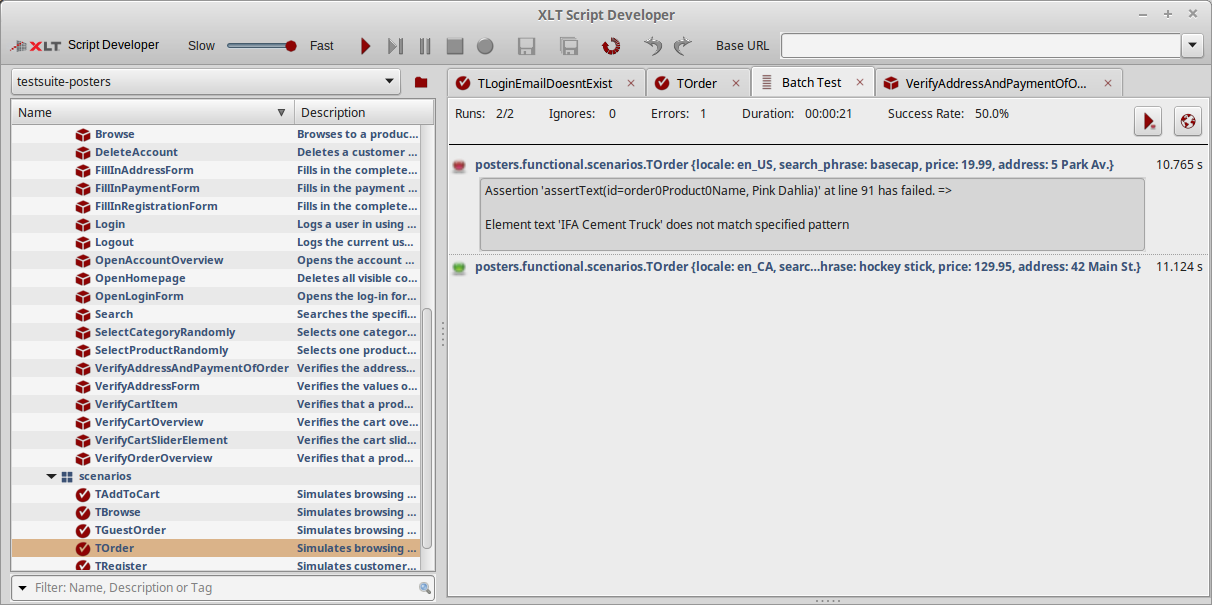 XLT Script Developer
XLT Script Developer Slow Fast Base URL
testsuite-posters
TLoginEmailDoesntExist × TOrder × Batch Test × VerifyAddressAndPaymentOfO... ×
Name Description
Runs: 2/2 Ignores: 0 Errors: 1 Duration: 00:00:21 Success Rate: 50.0%
Browse Browses to a produc...
DeleteAccount Deletes a customer ...
FillInAddressForm Fills in the complete...
FillInPaymentForm Fills in the payment ...
FillInRegistrationForm Fills in the complete...
Login Logs a user in using ...
Logout Logs the current us...
OpenAccountOverview Opens the account ...
OpenHomepage Deletes all visible co...
OpenLoginForm Opens the log-in for...
Search Searches the specifi...
SelectCategoryRandomly Selects one categor...
SelectProductRandomly Selects one product...
VerifyAddressAndPaymentOfOrder Verifies the address...
VerifyAddressForm Verifies the values o...
VerifyCartItem Verifies that a prod...
VerifyCartOverview Verifies the cart ove...
VerifyCartSliderElement Verifies the cart slid...
VerifyOrderOverview Verifies that a prod...
scenarios
TAddToCart Simulates browsing ...
TBrowse Simulates browsing ...
TGuestOrder Simulates browsing ...
TOrder Simulates browsing ...
TRegister Simulates customer...
Filter: Name, Description or Tag
posters.functional.scenarios.TOrder {locale: en_US, search_phrase: basecap, price: 19.99, address: 5 Park Av.} 10.765 s
Assertion 'assertText(id=order0Product0Name, Pink Dahlia)' at line 91 has failed. =>
Element text 'IFA Cement Truck' does not match specified pattern
posters.functional.scenarios.TOrder {locale: en_CA, searc...hrase: hockey stick, price: 129.95, address: 42 Main St.} 11.124 s